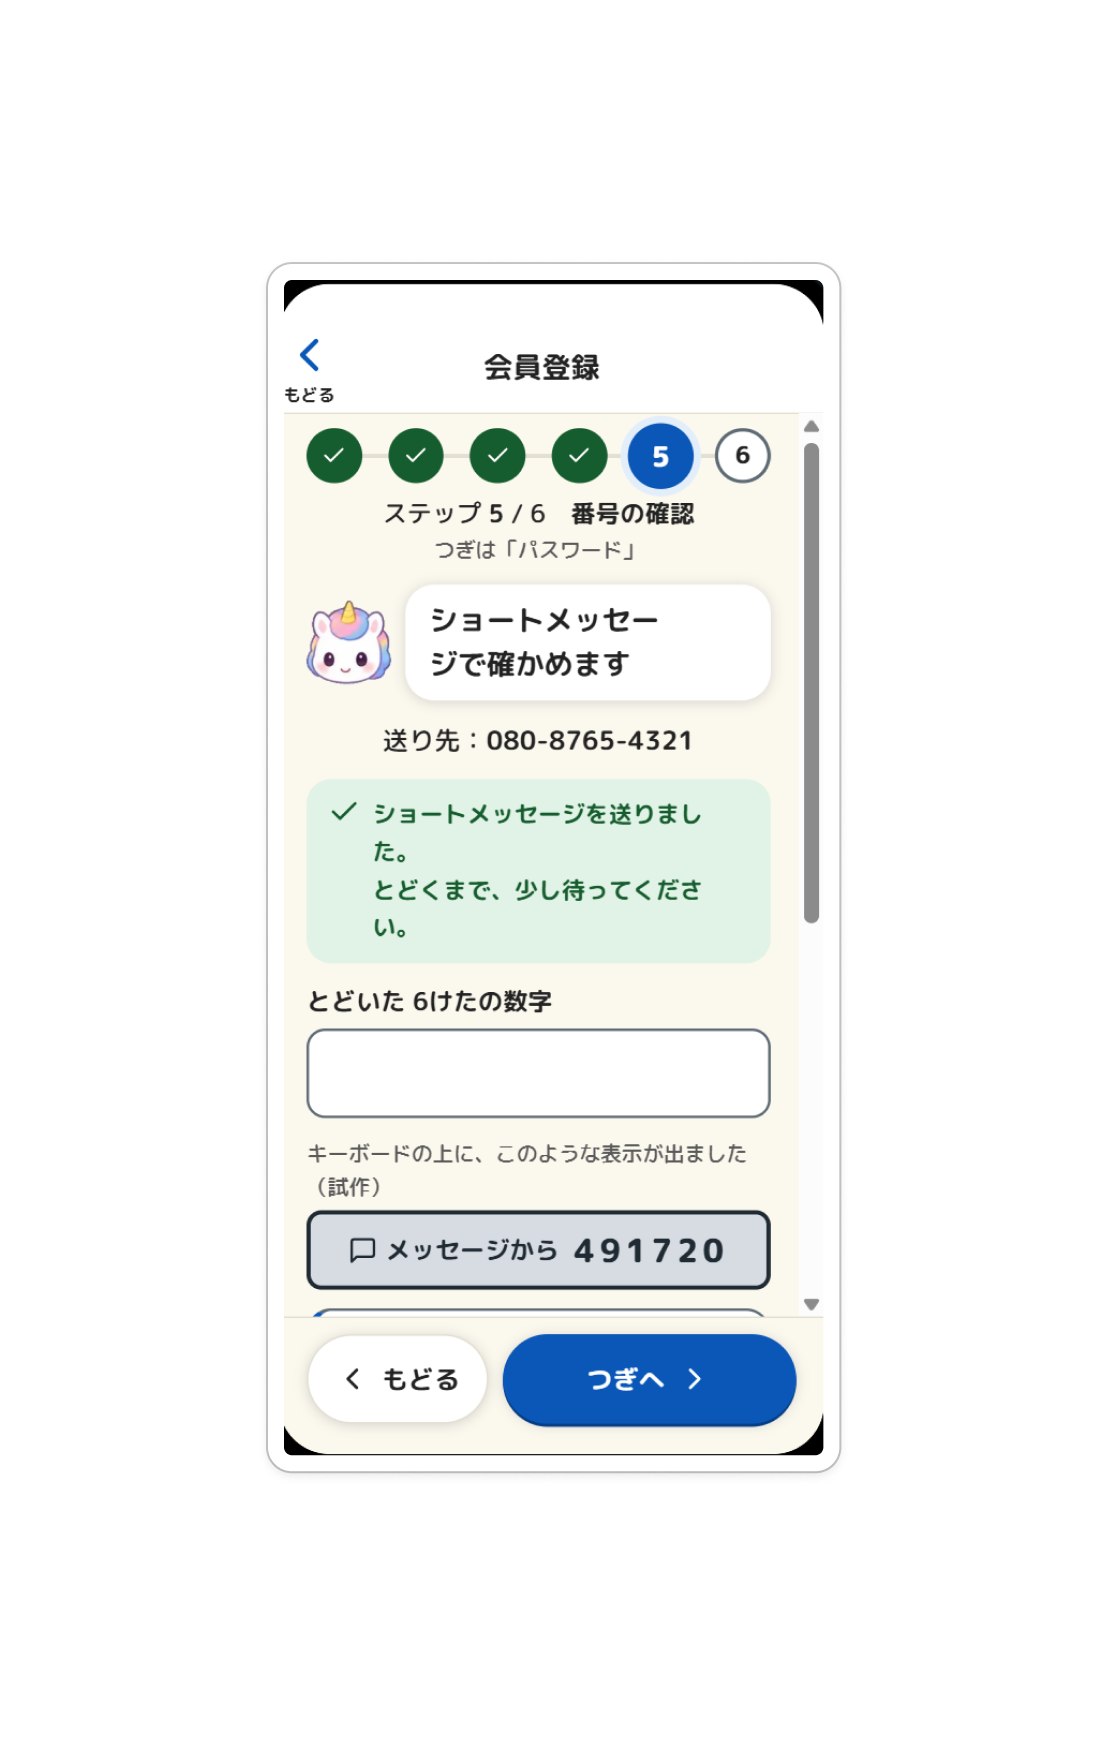 会員登録
もどる
5 6
ステップ 5 / 6 番号の確認
つぎは「パスワード」
ショートメッセー
ジで確かめます
送り先：080-8765-4321
ショートメッセージを送りまし
た。
とどくまで、少し待ってくださ
い。
とどいた 6けたの数字
キーボードの上に、このような表示が出ました
（試作）
メッセージから 491720
もどる つぎへ